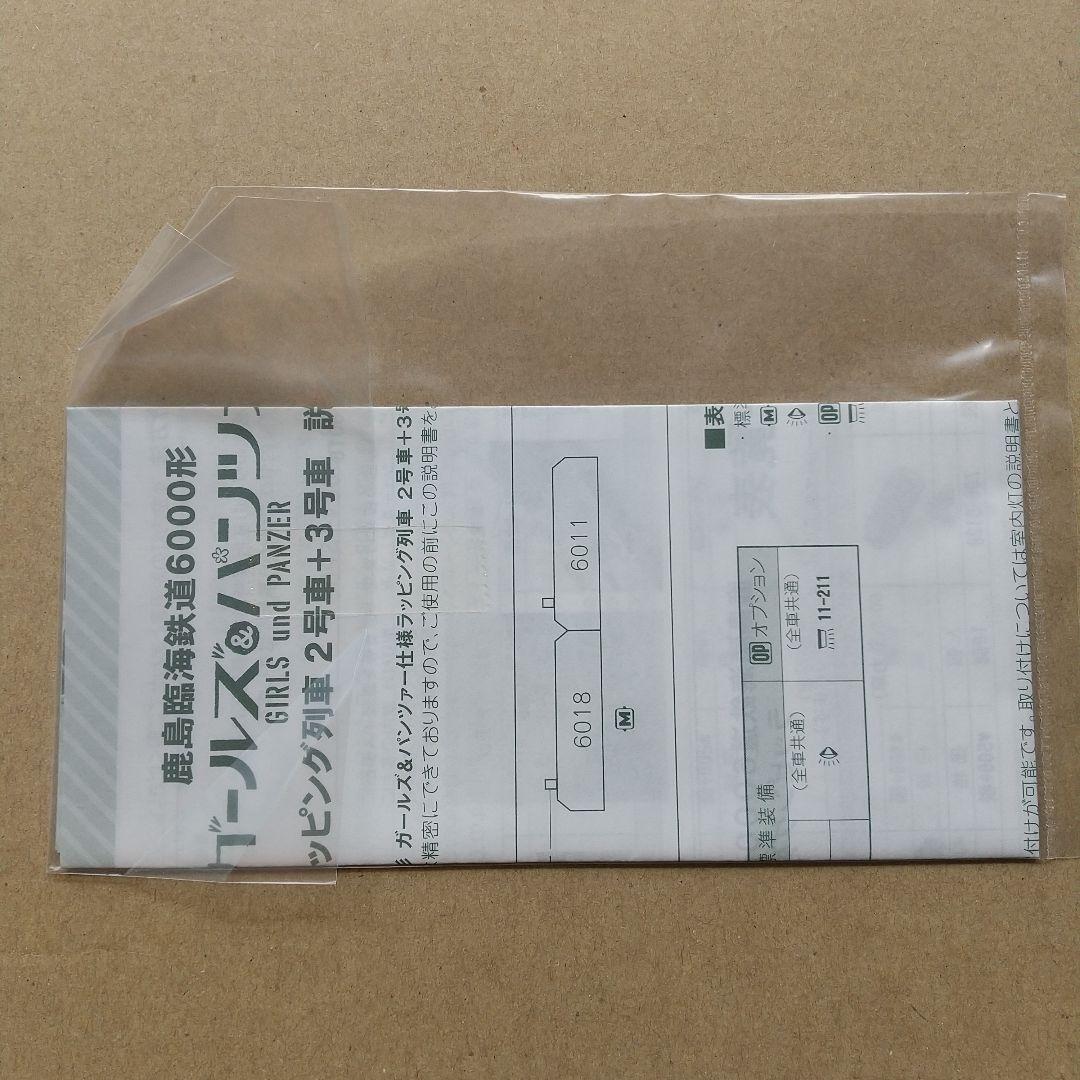 鹿島臨海鉄道6000形
ガールズ&パンツ
GIRLS und PANZER
ッピング列車 2号車+3号車 説
ガールズ&パンツァー仕様ラッピング列車 2号車+3号
精密にできておりますので、ご使用の前にこの説明書を
6018 6011
M
■表
・標準
M
OP
標準装備 OP オプション
(全車共通) (全車共通)
11-211
付けが可能です。取り付けについては室内灯の説明書と